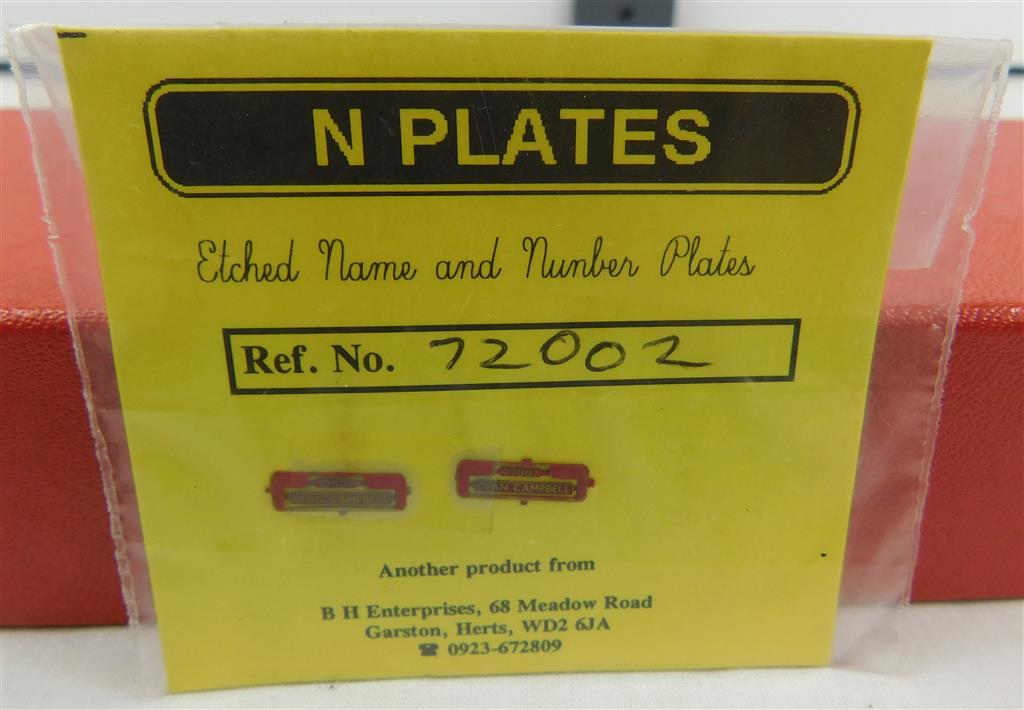 N PLATES
Etched Name and Nunber Plates
Ref. No. 72002
72002
CLAN CAMPBELL CLAN CAMPBELL
Another product from
B H Enterprises, 68 Meadow Road
Garston, Herts, WD2 6JA
☎ 0923-672809